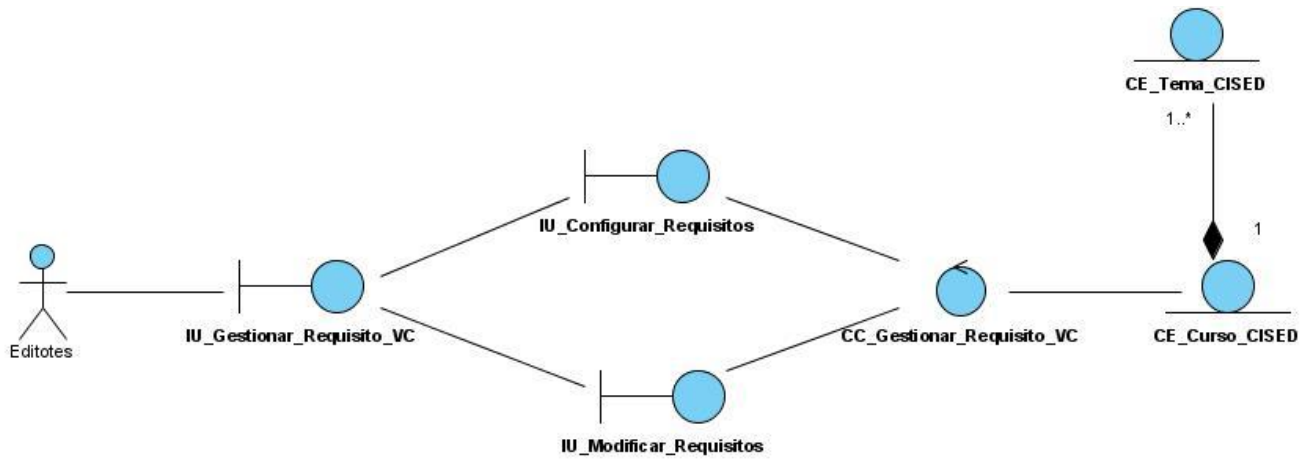 CE_Tema_CISED
1..*
IU_Configurar_Requisitos
1
Editotes
IU_Gestionar_Requisito_VC
CC_Gestionar_Requisito_VC
CE_Curso_CISED
IU_Modificar_Requisitos